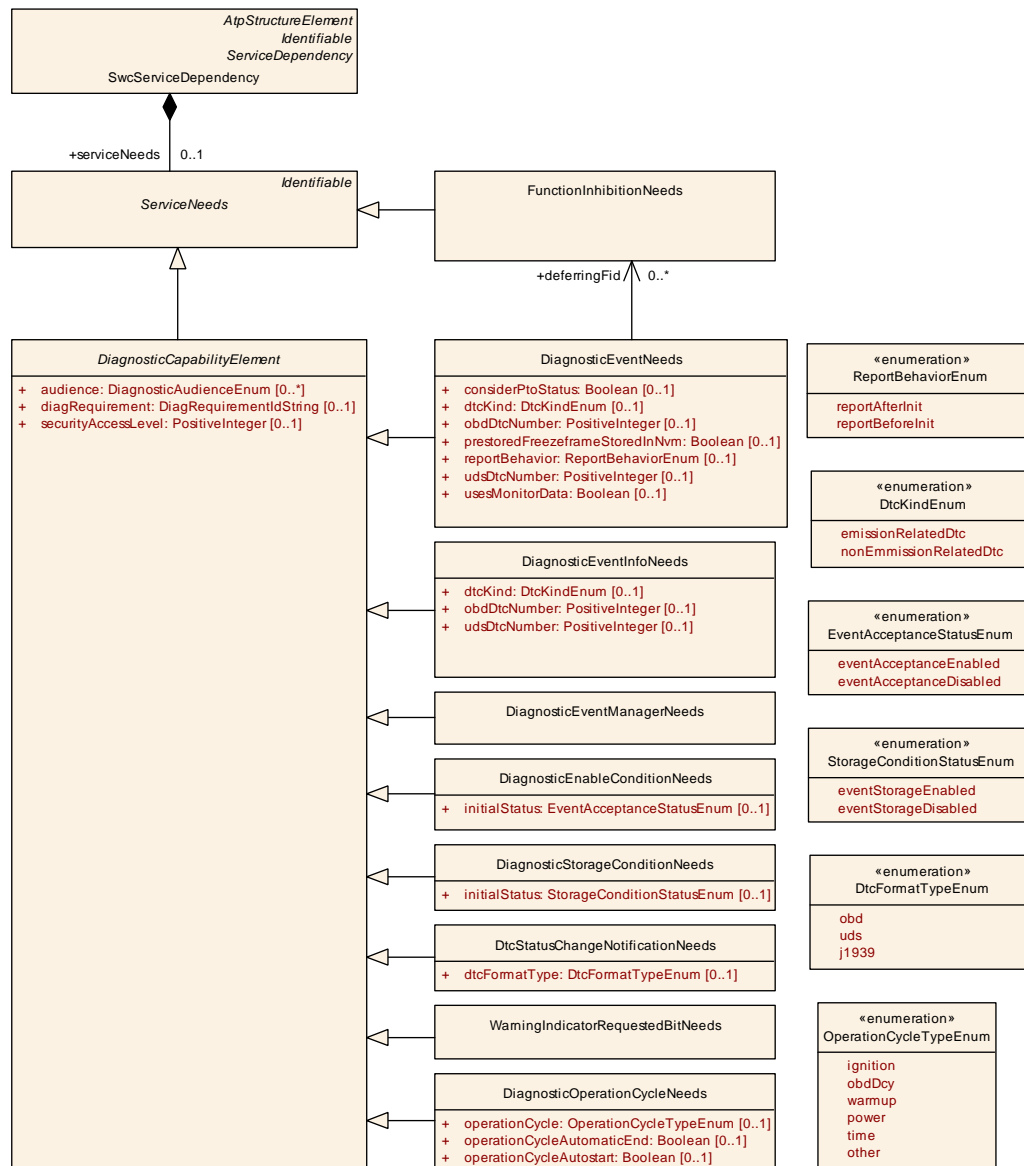 AtpStructureElement
Identifiable
ServiceDependency
SwcServiceDependency
+serviceNeeds 0..1
Identifiable
ServiceNeeds
FunctionInhibitionNeeds
+deferringFid 0..*
DiagnosticCapabilityElement
+ audience: DiagnosticAudienceEnum [0..*]
+ diagRequirement: DiagRequirementIdString [0..1]
+ securityAccessLevel: PositiveInteger [0..1]
DiagnosticEventNeeds
+ considerPtoStatus: Boolean [0..1]
+ dtcKind: DtcKindEnum [0..1]
+ obdDtcNumber: PositiveInteger [0..1]
+ prestoredFreezeframeStoredInNvm: Boolean [0..1]
+ reportBehavior: ReportBehaviorEnum [0..1]
+ udsDtcNumber: PositiveInteger [0..1]
+ usesMonitorData: Boolean [0..1]
«enumeration»
ReportBehaviorEnum
reportAfterInit
reportBeforeInit
«enumeration»
DtcKindEnum
emissionRelatedDtc
nonEmmissionRelatedDtc
DiagnosticEventInfoNeeds
+ dtcKind: DtcKindEnum [0..1]
+ obdDtcNumber: PositiveInteger [0..1]
+ udsDtcNumber: PositiveInteger [0..1]
«enumeration»
EventAcceptanceStatusEnum
eventAcceptanceEnabled
eventAcceptanceDisabled
DiagnosticEventManagerNeeds
DiagnosticEnableConditionNeeds
+ initialStatus: EventAcceptanceStatusEnum [0..1]
«enumeration»
StorageConditionStatusEnum
eventStorageEnabled
eventStorageDisabled
DiagnosticStorageConditionNeeds
+ initialStatus: StorageConditionStatusEnum [0..1]
«enumeration»
DtcFormatTypeEnum
obd
uds
j1939
DtcStatusChangeNotificationNeeds
+ dtcFormatType: DtcFormatTypeEnum [0..1]
WarningIndicatorRequestedBitNeeds
«enumeration»
OperationCycleTypeEnum
ignition
obdDcy
warmup
power
time
other
DiagnosticOperationCycleNeeds
+ operationCycle: OperationCycleTypeEnum [0..1]
+ operationCycleAutomaticEnd: Boolean [0..1]
+ operationCycleAutostart: Boolean [0..1]